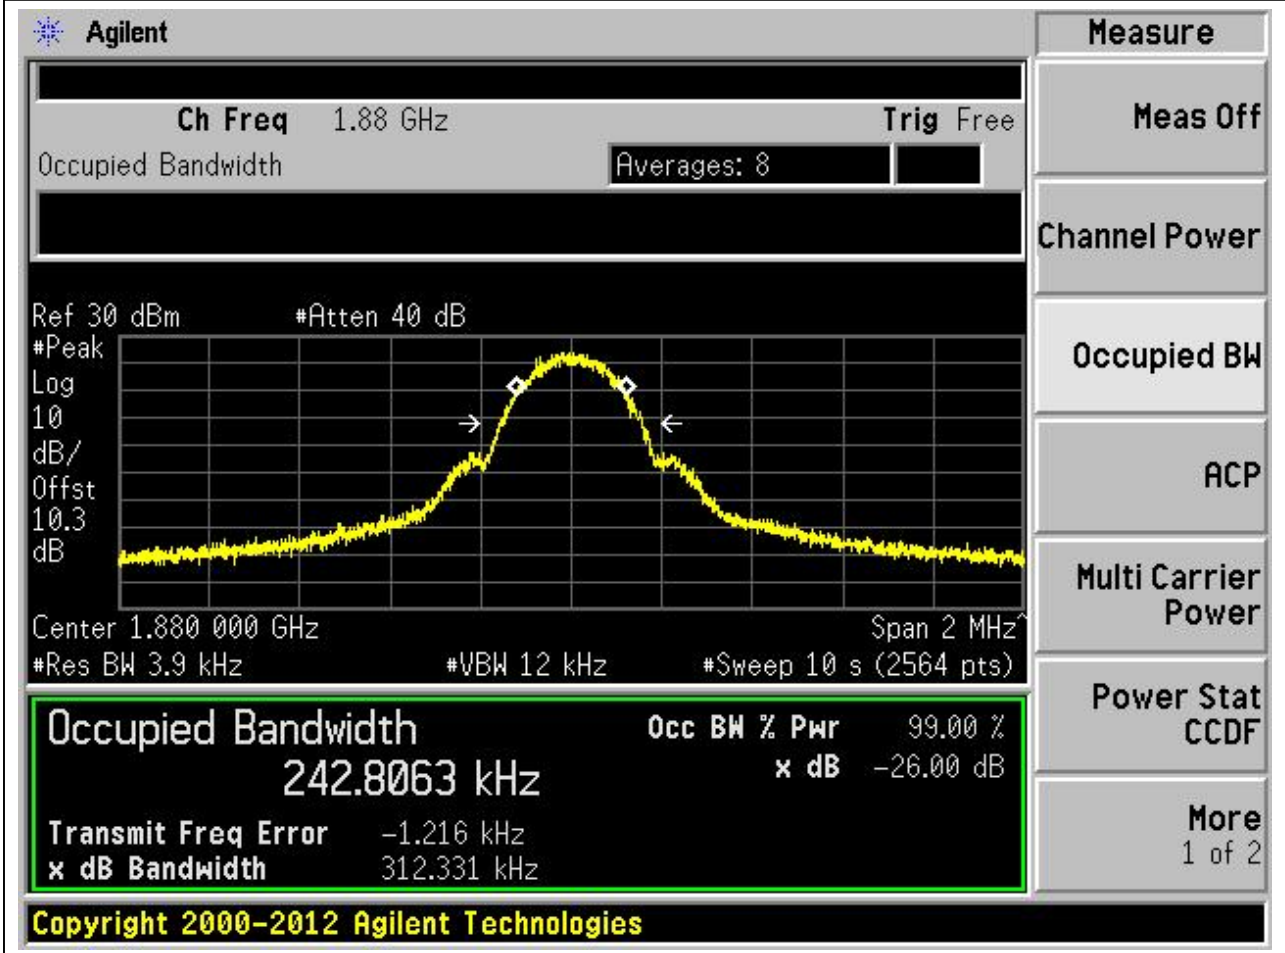 Agilent
Measure
Ch Freq 1.88 GHz Trig Free
Occupied Bandwidth Averages: 8
Meas Off
Channel Power
Occupied BW
ACP
Multi Carrier
Power
Power Stat
CCDF
More
1 of 2
Ref 30 dBm #Atten 40 dB
#Peak
Log
10
dB/
Offst
10.3
dB
Center 1.880 000 GHz Span 2 MHz^
#Res BW 3.9 kHz #VBW 12 kHz #Sweep 10 s (2564 pts)
Occupied Bandwidth Occ BW % Pwr 99.00 %
242.8063 kHz x dB -26.00 dB
Transmit Freq Error -1.216 kHz
x dB Bandwidth 312.331 kHz
Copyright 2000-2012 Agilent Technologies